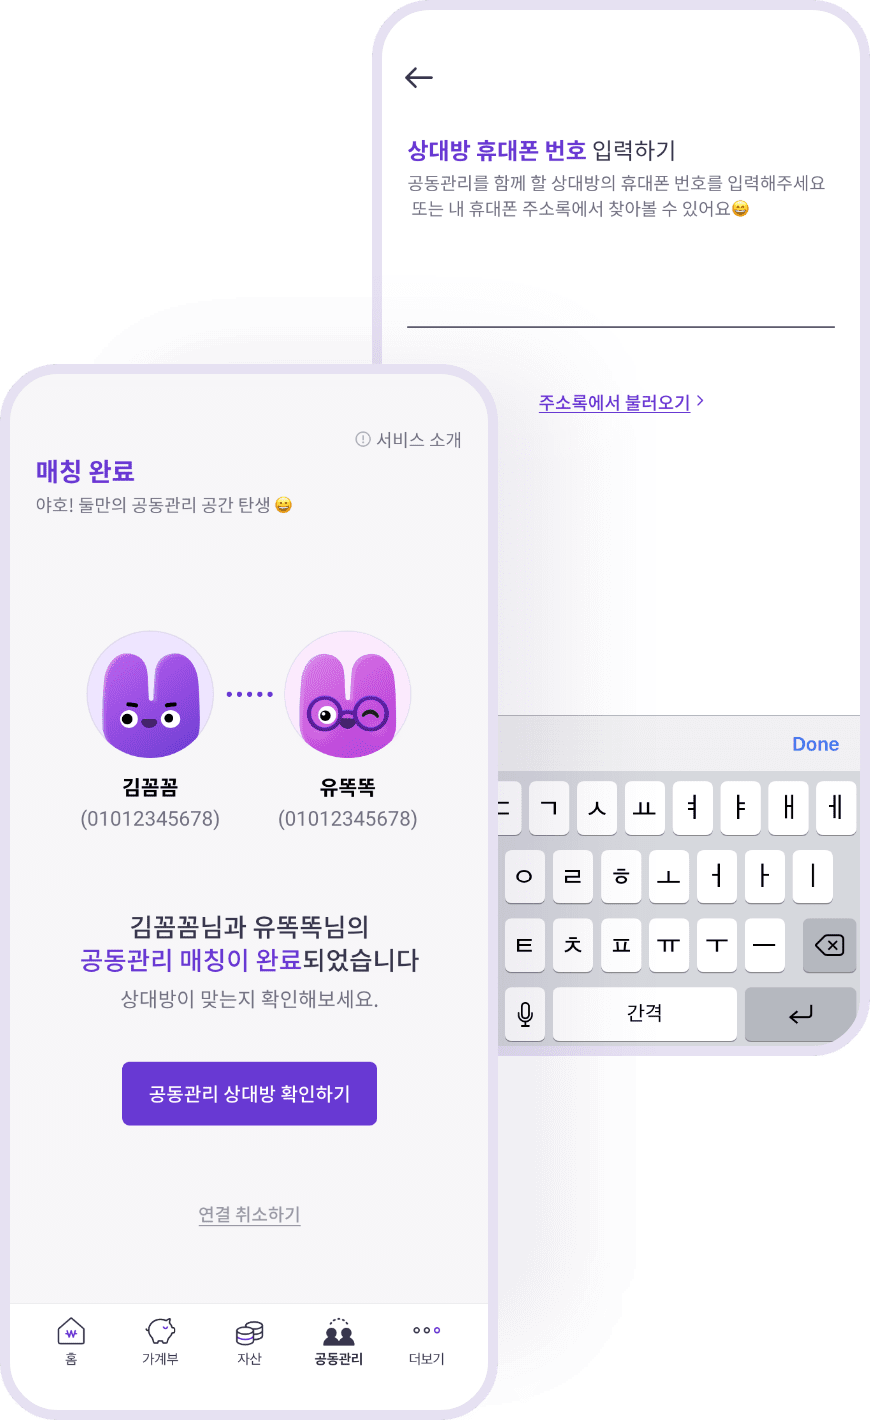 상대방 휴대폰 번호 입력하기
공동관리를 함께 할 상대방의 휴대폰 번호를 입력해주세요
또는 내 휴대폰 주소록에서 찾아볼 수 있어요😄
주소록에서 불러오기 >
Done
ㄷ ㄱ ㅅ ㅛ ㅕ ㅑ ㅐ ㅔ
ㅇ ㄹ ㅎ ㅗ ㅓ ㅏ ㅣ
ㅌ ㅊ ㅍ ㅠ ㅜ ㅡ
간격
서비스 소개
매칭 완료
야호! 둘만의 공동관리 공간 탄생 😀
김꼼꼼 유똑똑
(01012345678) (01012345678)
김꼼꼼님과 유똑똑님의
공동관리 매칭이 완료되었습니다
상대방이 맞는지 확인해보세요.
공동관리 상대방 확인하기
연결 취소하기
홈 가계부 자산 공동관리 더보기